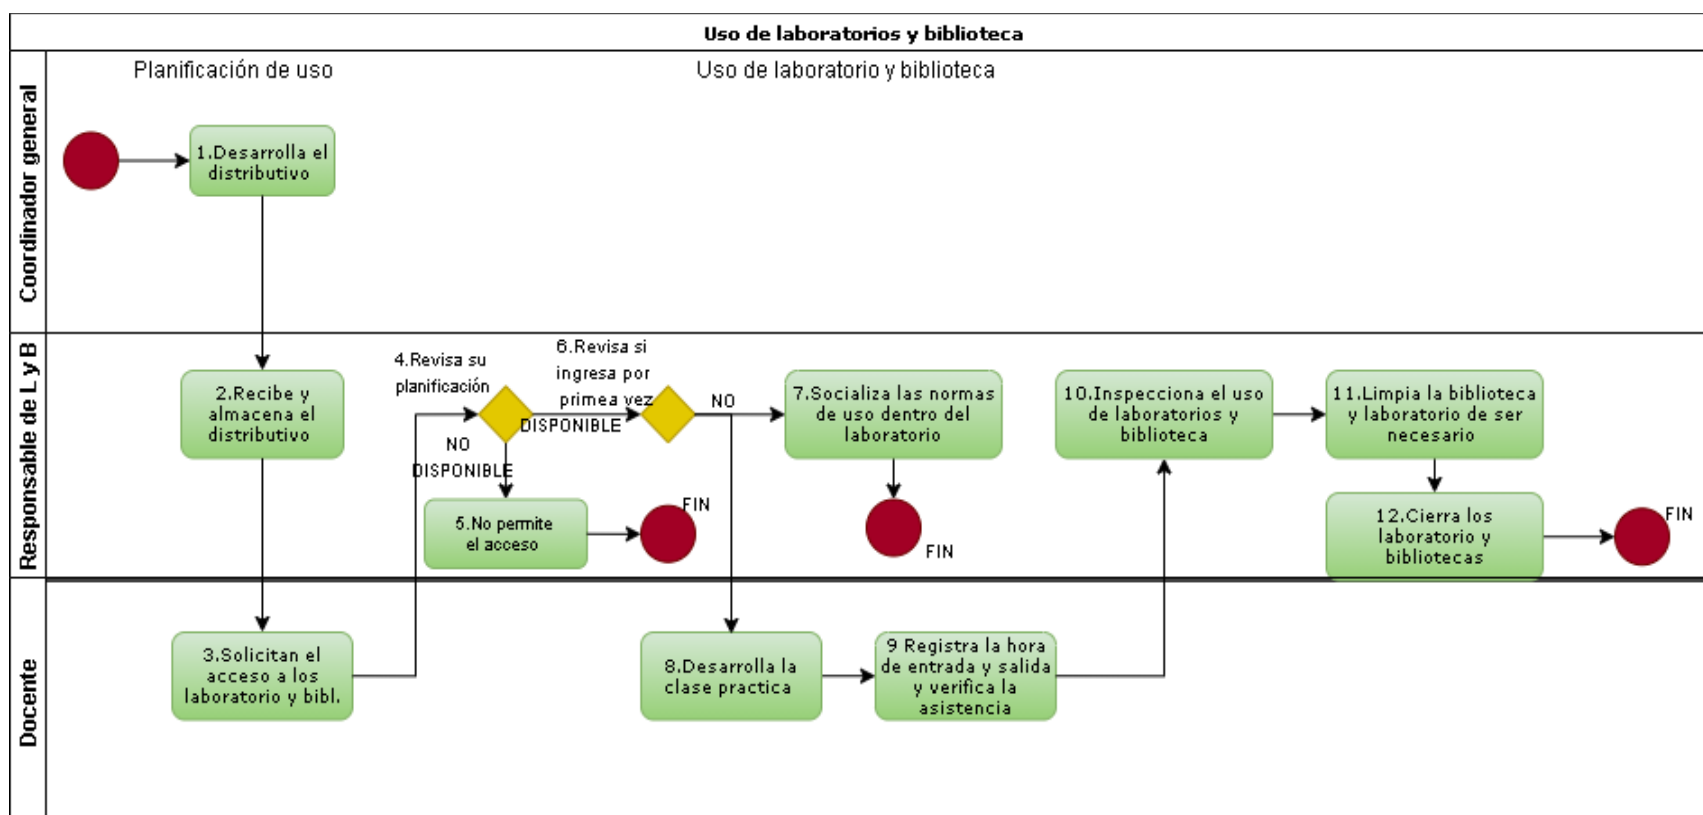 Uso de laboratorios y biblioteca
Planificación de uso
Uso de laboratorio y biblioteca
Coordinador general
1.Desarrolla el
distributivo
Responsable de L y B
2.Recibe y
almacena el
distributivo
4.Revisa su
planificación
NO
DISPONIBLE
DISPONIBLE
5.No permite
el acceso
FIN
6.Revisa si
ingresa por
primea vez
NO
7.Socializa las normas
de uso dentro del
laboratorio
FIN
10.Inspecciona el uso
de laboratorios y
biblioteca
11.Limpia la biblioteca
y laboratorio de ser
necesario
12.Cierra los
laboratorio y
bibliotecas
FIN
Docente
3.Solicitan el
acceso a los
laboratorio y bibl.
8.Desarrolla la
clase practica
9 Registra la hora
de entrada y salida
y verifica la
asistencia